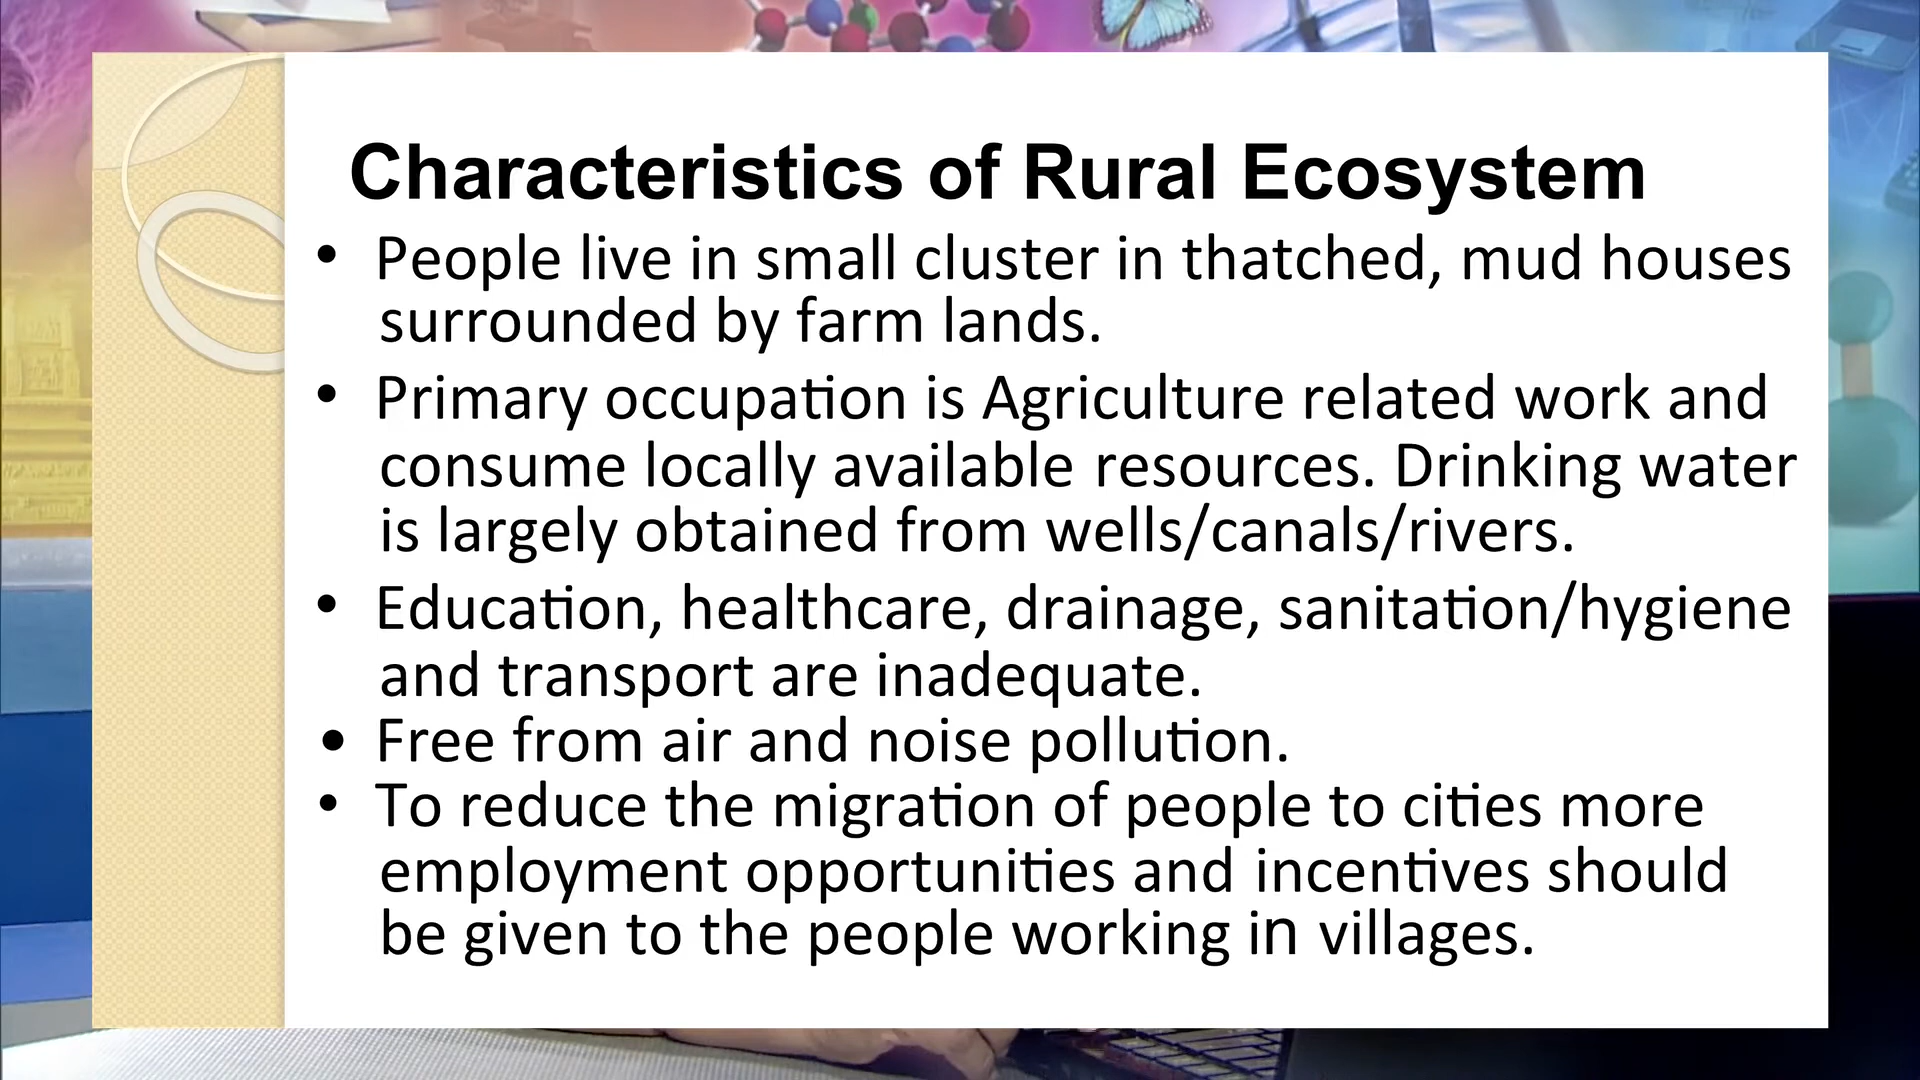 Characteristics of Rural Ecosystem
• People live in small cluster in thatched, mud houses
surrounded by farm lands.
• Primary occupation is Agriculture related work and
consume locally available resources. Drinking water
is largely obtained from wells/canals/rivers.
• Education, healthcare, drainage, sanitation/hygiene
and transport are inadequate.
• Free from air and noise pollution.
• To reduce the migration of people to cities more
employment opportunities and incentives should
be given to the people working in villages.